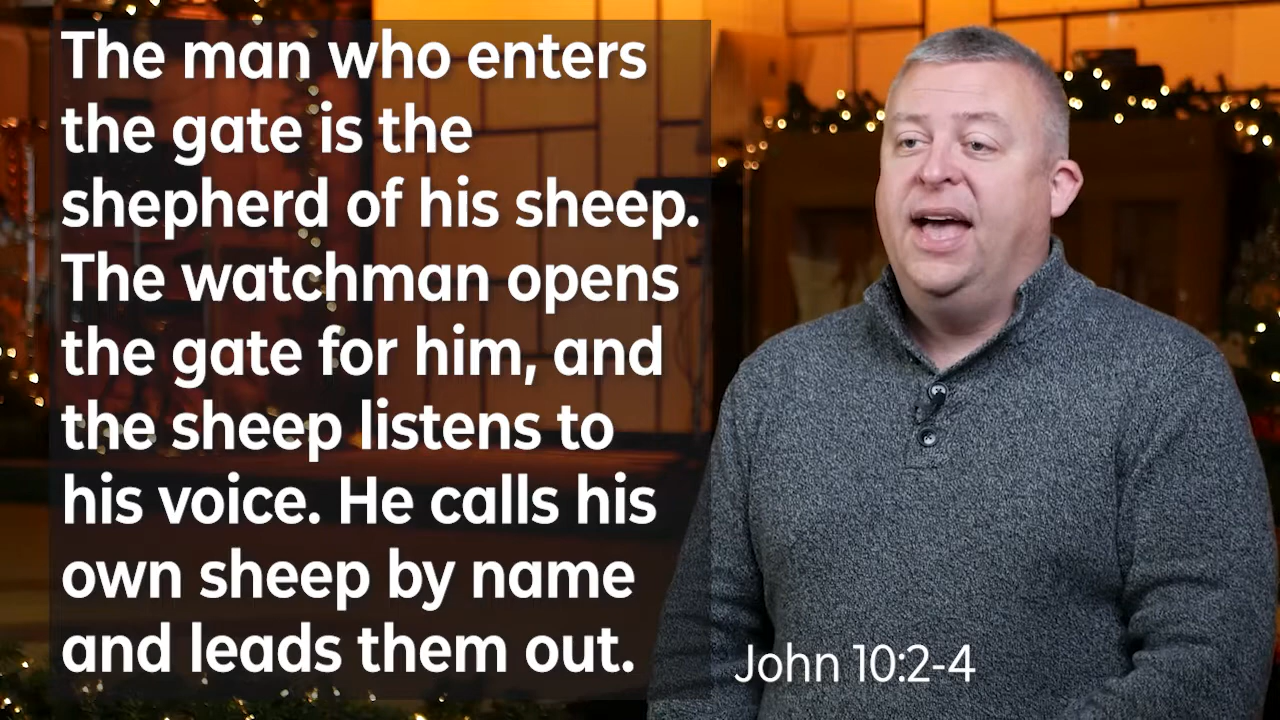 The man who enters
the gate is the
shepherd of his sheep.
The watchman opens
the gate for him, and
the sheep listens to
his voice. He calls his
own sheep by name
and leads them out.
John 10:2-4